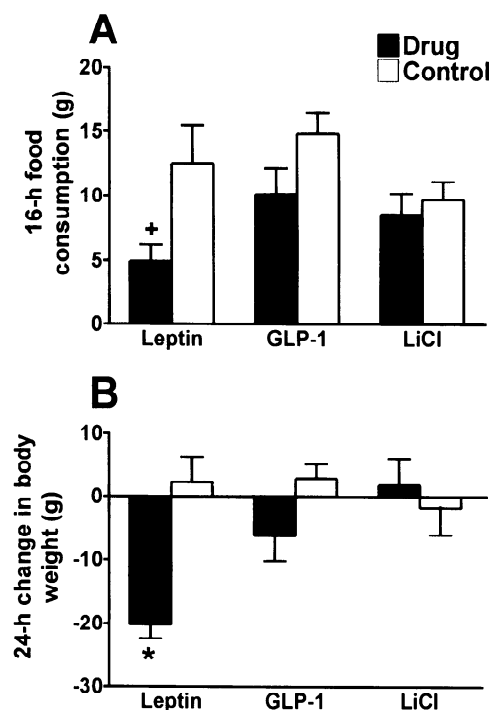 A
Drug
Control
16-h food
consumption (g)
20
15
10
5
0
+
Leptin GLP-1 LiCl
B
24-h change in body
weight (g)
10
0
-10
-20
-30
*
Leptin GLP-1 LiCl